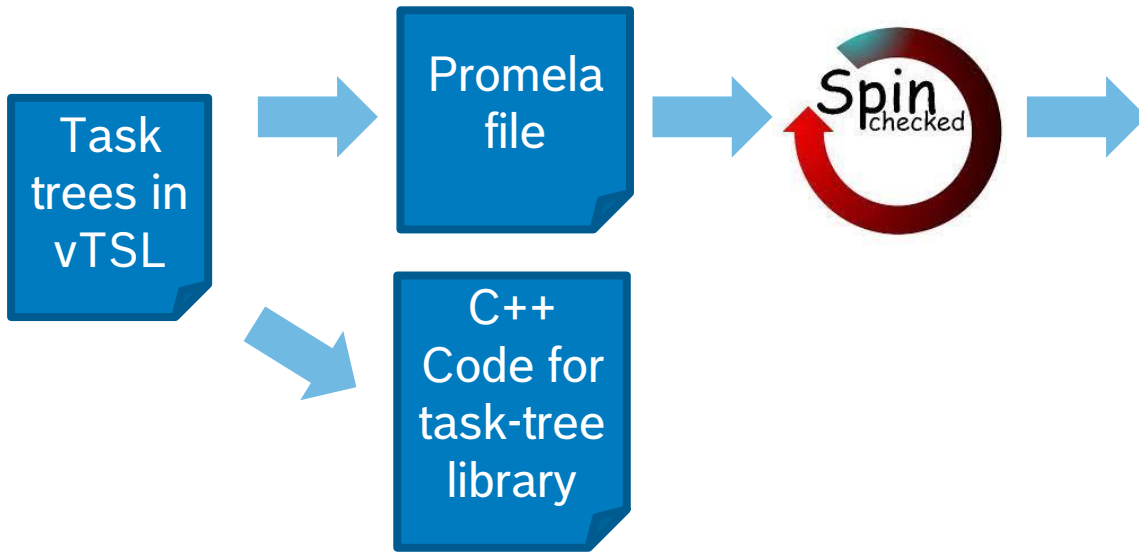 Task
trees in
vTSL
Promela
file
Spin
checked
C++
Code for
task-tree
library